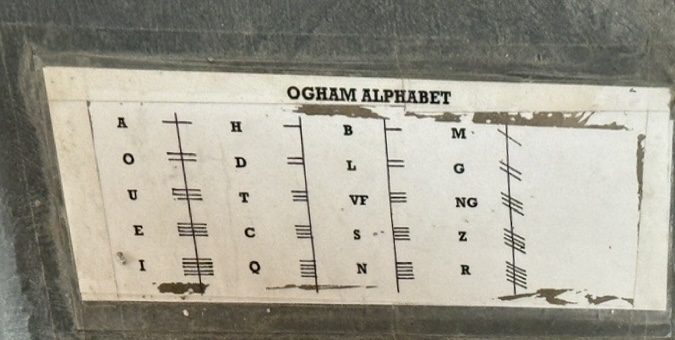 OGHAM ALPHABET
A H B M
O D L G
U T VF NG
E C S Z
I Q N R